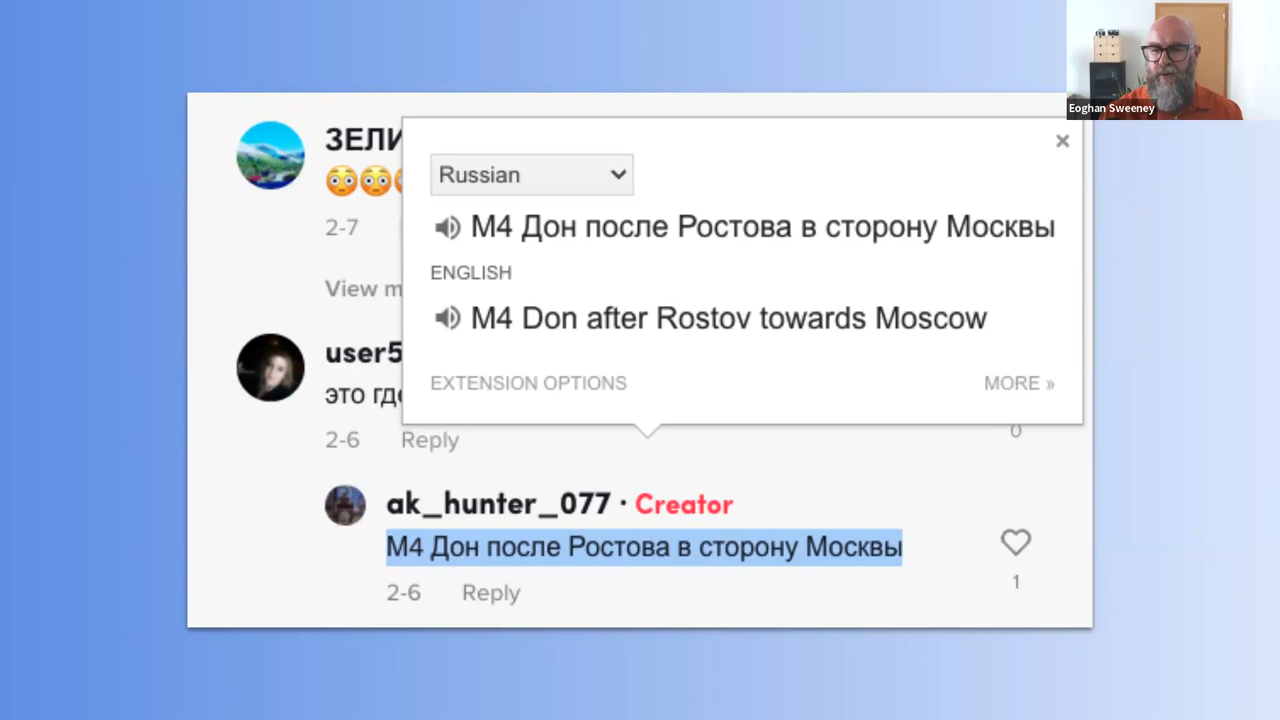 Eoghan Sweeney
ЗЕЛИ
😳😳
2-7
View m
×
Russian
М4 Дон после Ростова в сторону Москвы
ENGLISH
M4 Don after Rostov towards Moscow
EXTENSION OPTIONS
MORE »
user5
это гд
2-6 Reply
0
ak_hunter_077 · Creator
М4 Дон после Ростова в сторону Москвы
1
2-6 Reply